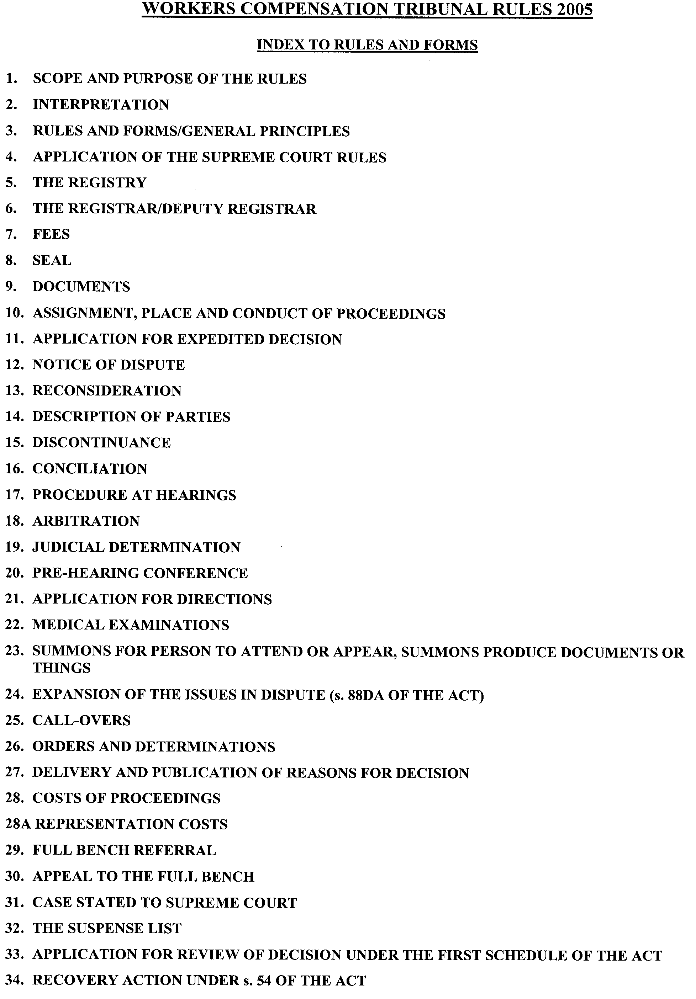 WORKERS COMPENSATION TRIBUNAL RULES 2005
INDEX TO RULES AND FORMS
1. SCOPE AND PURPOSE OF THE RULES
2. INTERPRETATION
3. RULES AND FORMS/GENERAL PRINCIPLES
4. APPLICATION OF THE SUPREME COURT RULES
5. THE REGISTRY
6. THE REGISTRAR/DEPUTY REGISTRAR
7. FEES
8. SEAL
9. DOCUMENTS
10. ASSIGNMENT, PLACE AND CONDUCT OF PROCEEDINGS
11. APPLICATION FOR EXPEDITED DECISION
12. NOTICE OF DISPUTE
13. RECONSIDERATION
14. DESCRIPTION OF PARTIES
15. DISCONTINUANCE
16. CONCILIATION
17. PROCEDURE AT HEARINGS
18. ARBITRATION
19. JUDICIAL DETERMINATION
20. PRE-HEARING CONFERENCE
21. APPLICATION FOR DIRECTIONS
22. MEDICAL EXAMINATIONS
23. SUMMONS FOR PERSON TO ATTEND OR APPEAR, SUMMONS PRODUCE DOCUMENTS OR
THINGS
24. EXPANSION OF THE ISSUES IN DISPUTE (s. 88DA OF THE ACT)
25. CALL-OVERS
26. ORDERS AND DETERMINATIONS
27. DELIVERY AND PUBLICATION OF REASONS FOR DECISION
28. COSTS OF PROCEEDINGS
28A REPRESENTATION COSTS
29. FULL BENCH REFERRAL
30. APPEAL TO THE FULL BENCH
31. CASE STATED TO SUPREME COURT
32. THE SUSPENSE LIST
33. APPLICATION FOR REVIEW OF DECISION UNDER THE FIRST SCHEDULE OF THE ACT
34. RECOVERY ACTION UNDER s. 54 OF THE ACT